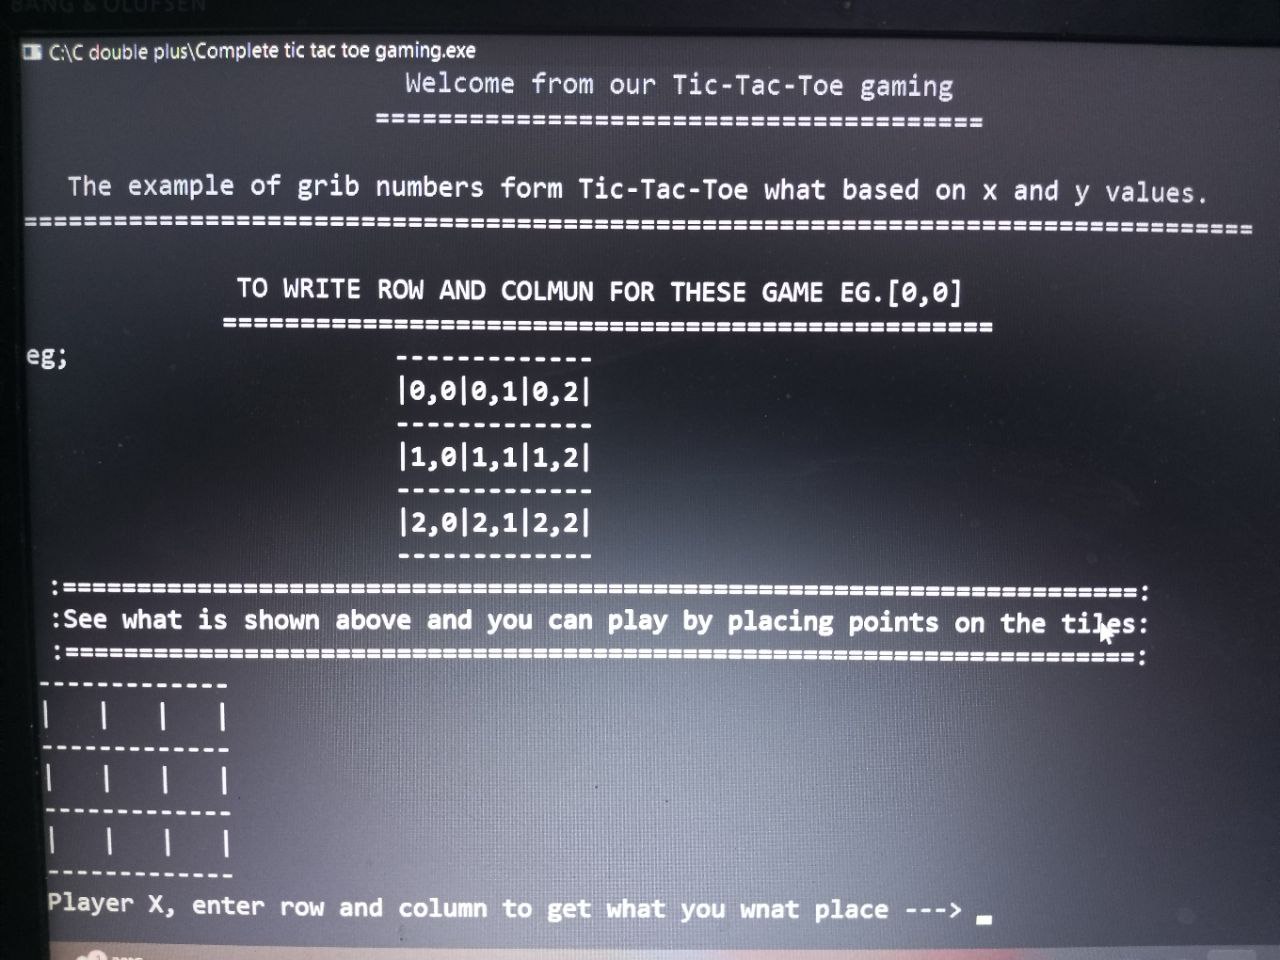 BANG & OLUFSEN
C:\C double plus\Complete tic tac toe gaming.exe
Welcome from our Tic-Tac-Toe gaming
=======================================
The example of grib numbers form Tic-Tac-Toe what based on x and y values.
================================================================================
TO WRITE ROW AND COLMUN FOR THESE GAME EG.[0,0]
==================================================
eg;
-------------
|0,0|0,1|0,2|
-------------
|1,0|1,1|1,2|
-------------
|2,0|2,1|2,2|
-------------
:=======================================================================:
:See what is shown above and you can play by placing points on the tiles:
:=======================================================================:
-------------
|   |   |   |
-------------
|   |   |   |
-------------
|   |   |   |
-------------
Player X, enter row and column to get what you wnat place --->